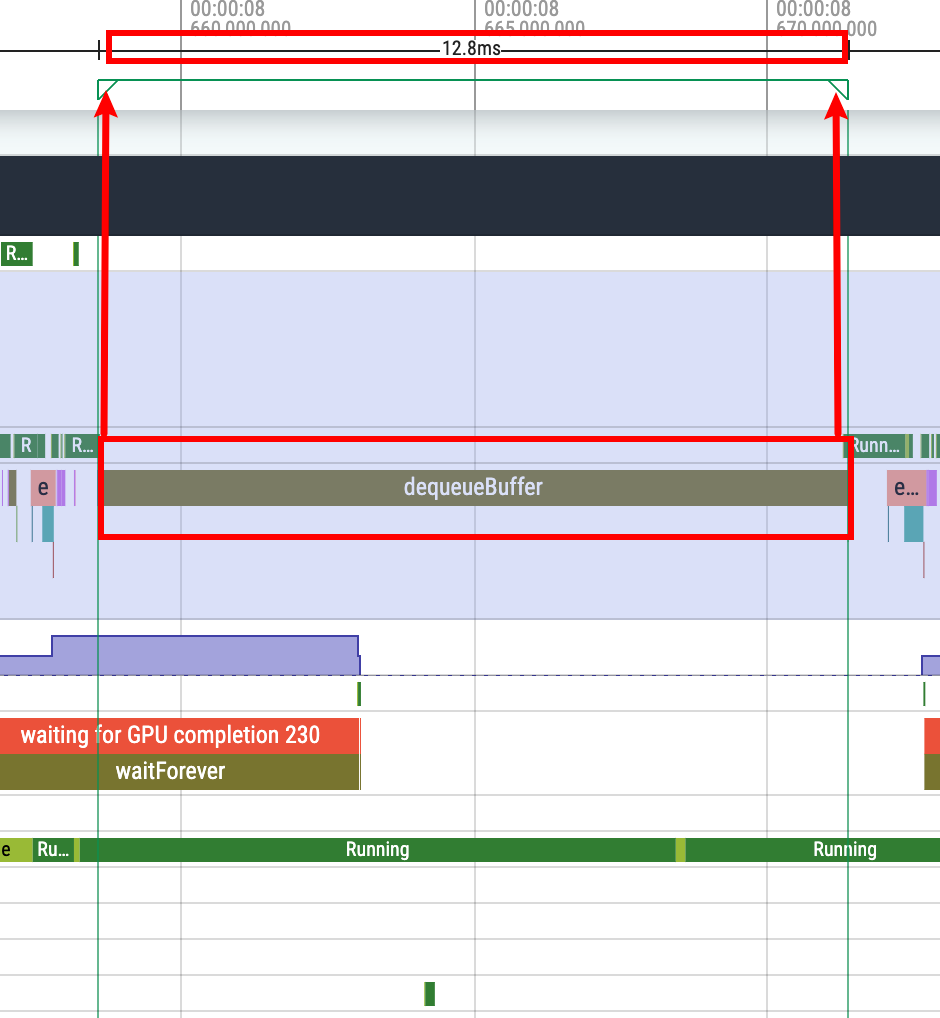 00:00:08 00:00:08 00:00:08
660 000 000 665 000 000 670 000 000
12.8ms
R...
R R... Runn...
e dequeueBuffer e...
waiting for GPU completion 230
waitForever
e Ru... Running Running